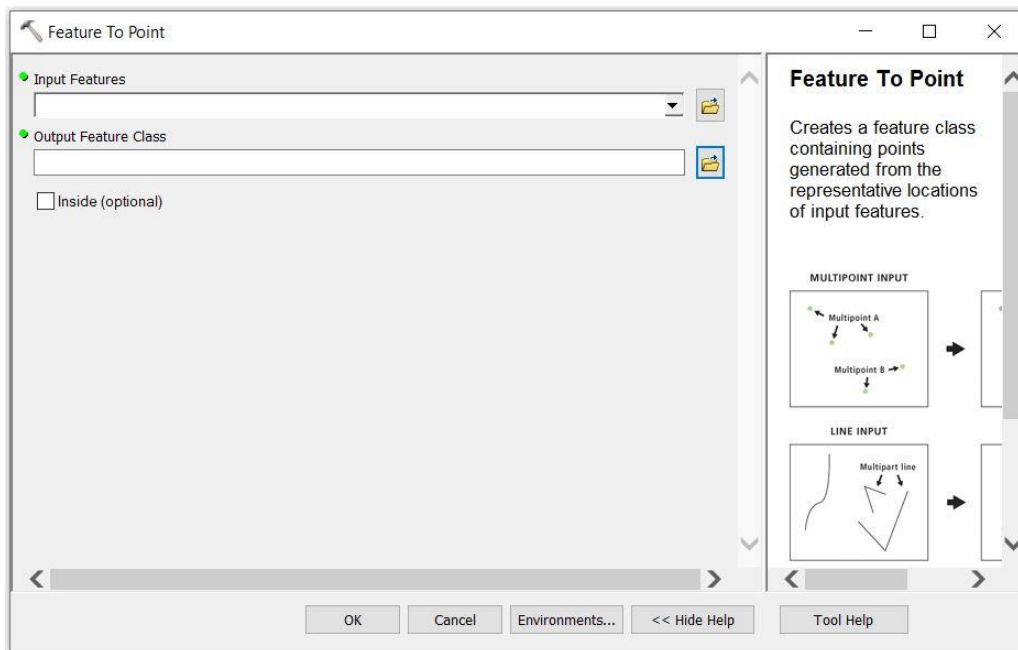 Feature To Point
Input Features
Output Feature Class
Inside (optional)
OK
Cancel
Environments...
<< Hide Help
Feature To Point
Creates a feature class
containing points
generated from the
representative locations
of input features.
MULTIPOINT INPUT
Multipoint A
Multipoint B
LINE INPUT
Multipart line
Tool Help